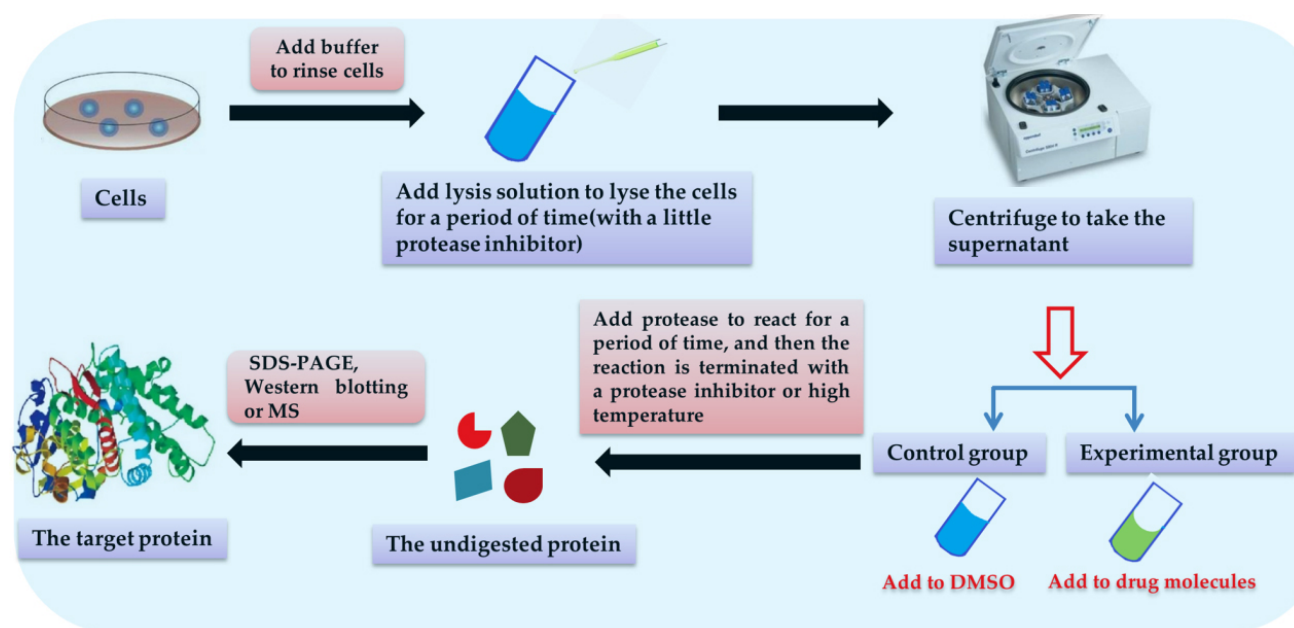 Add buffer
to rinse cells
Cells
Add lysis solution to lyse the cells
for a period of time(with a little
protease inhibitor)
Centrifuge to take the
supernatant
Control group
Experimental group
Add to DMSO
Add to drug molecules
Add protease to react for a
period of time, and then the
reaction is terminated with
a protease inhibitor or high
temperature
The undigested protein
SDS-PAGE,
Western blotting
or MS
The target protein